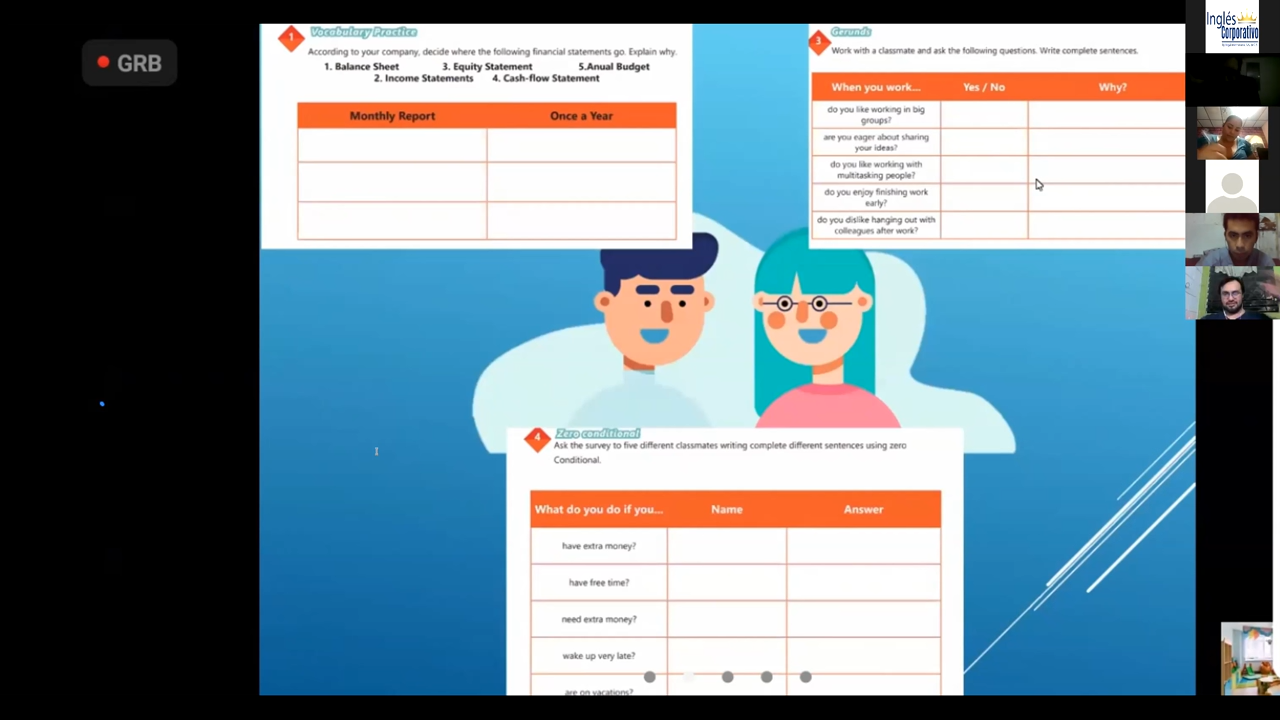 GRB
1
Vocabulary Practice
According to your company, decide where the following financial statements go. Explain why.
1. Balance Sheet 3. Equity Statement 5.Anual Budget
2. Income Statements 4. Cash-flow Statement
Monthly Report Once a Year
3
Gerunds
Work with a classmate and ask the following questions. Write complete sentences.
When you work... Yes / No Why?
do you like working in big
groups?
are you eager about sharing
your ideas?
do you like working with
multitasking people?
do you enjoy finishing work
early?
do you dislike hanging out with
colleagues after work?
4
Zero conditional
Ask the survey to five different classmates writing complete different sentences using zero
Conditional.
What do you do if you... Name Answer
have extra money?
have free time?
need extra money?
wake up very late?
are on vacations?
Inglés
Corporativo